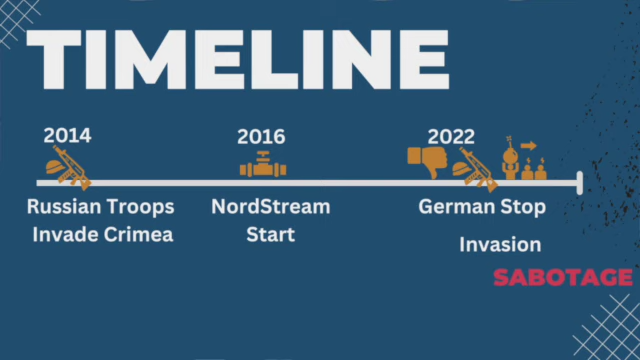 TIMELINE
2014
2016
2022
Russian Troops
Invade Crimea
NordStream
Start
German Stop
Invasion
SABOTAGE